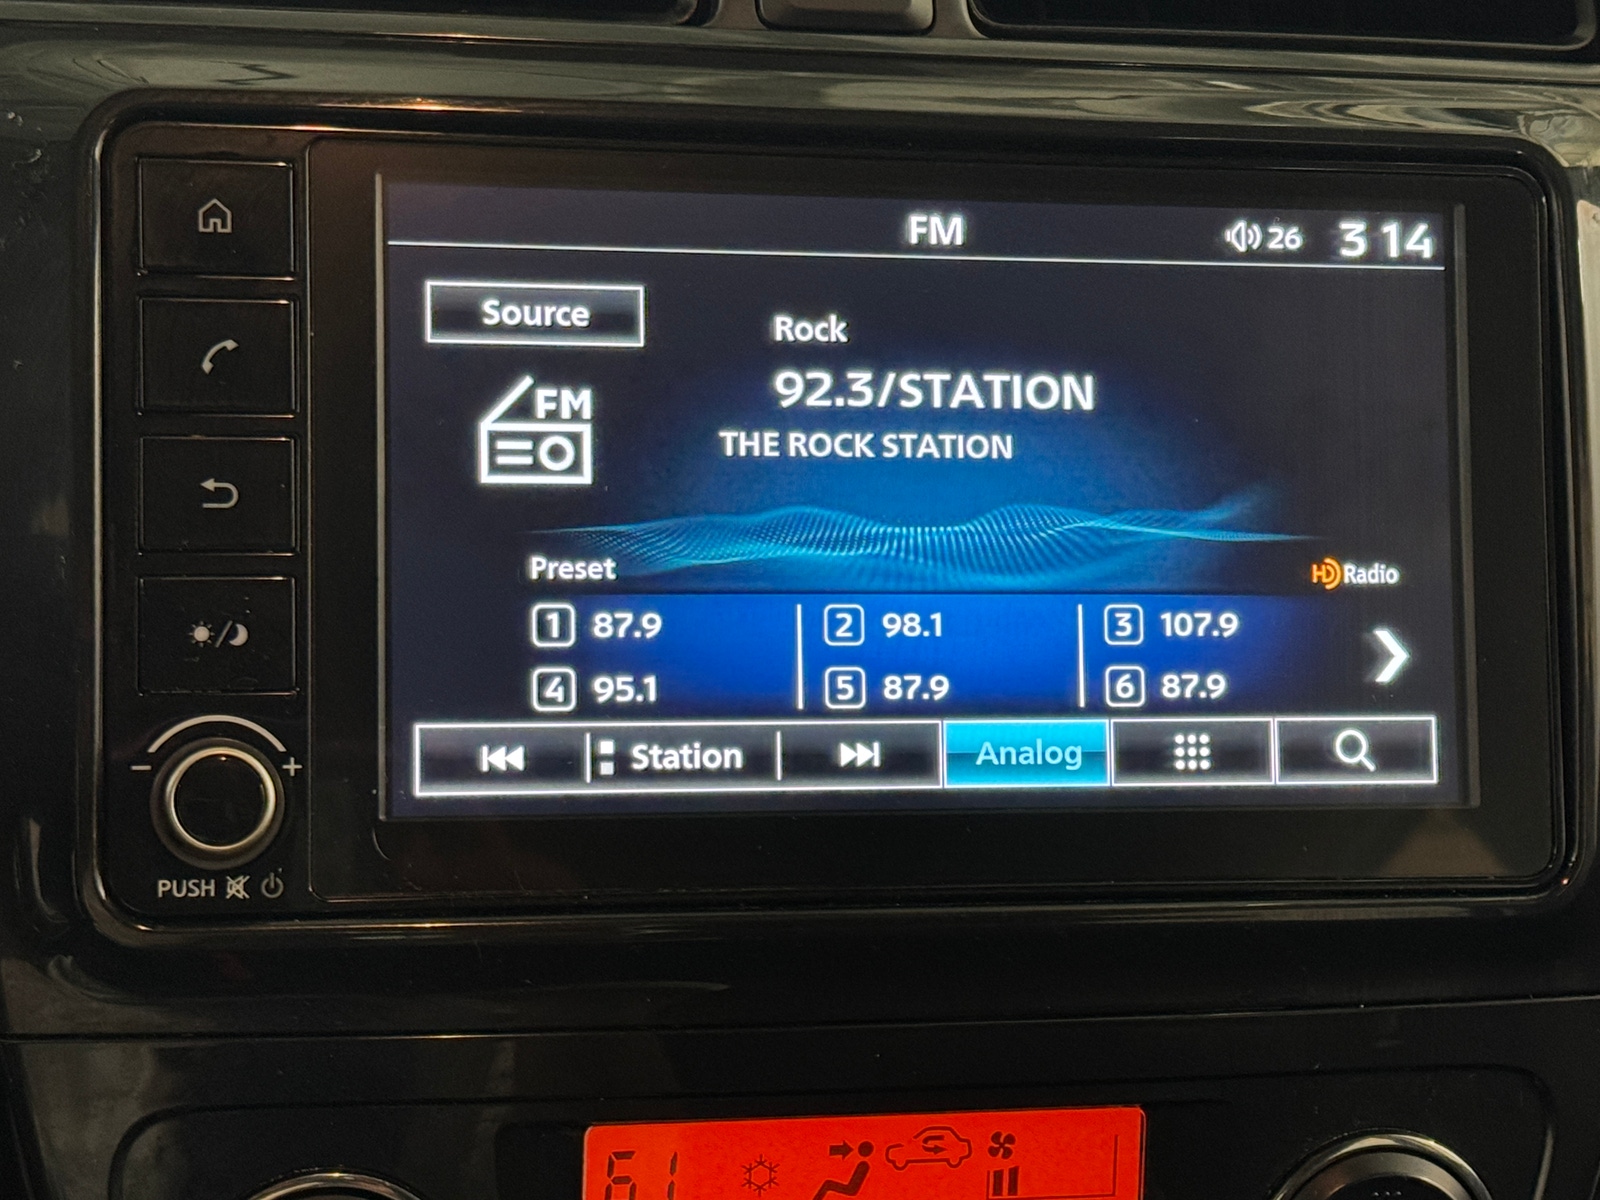 FM 26 3 14
Source
Rock
92.3/STATION
THE ROCK STATION
FM
Preset
HD Radio
1 87.9 2 98.1 3 107.9
4 95.1 5 87.9 6 87.9
Station Analog
- +
PUSH
61